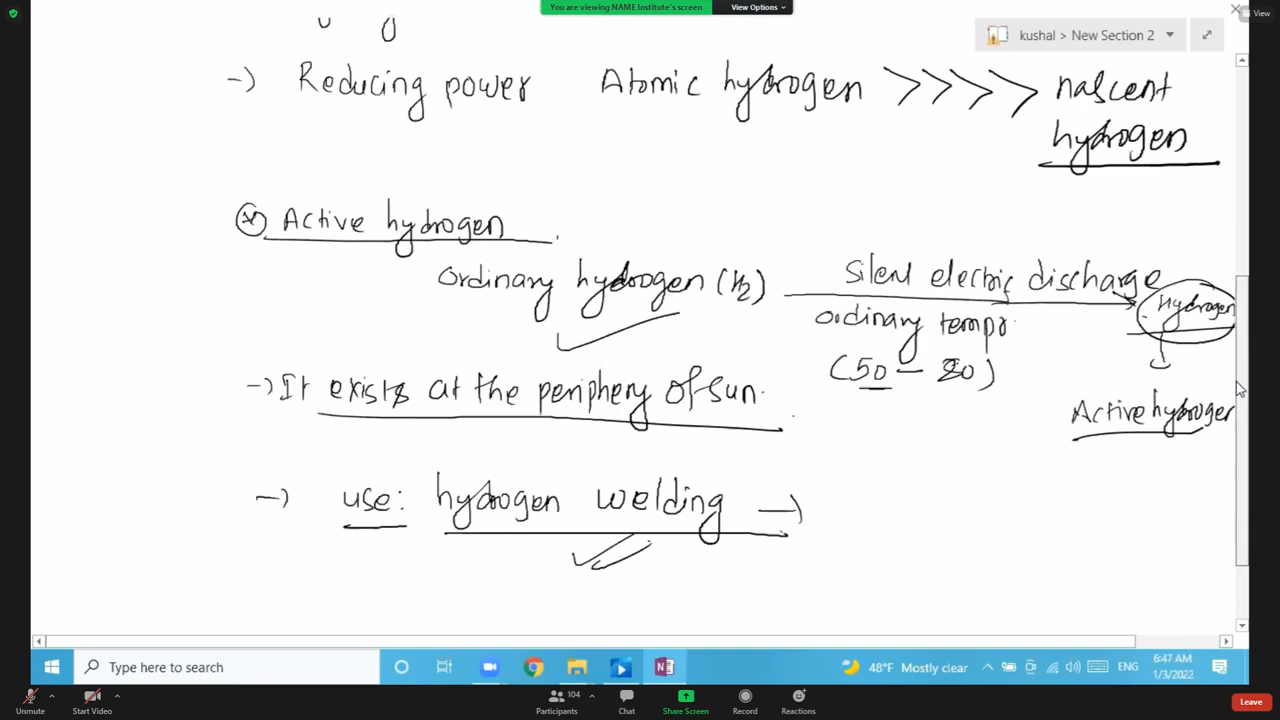 You are viewing NAME Institute's screen View Options
View
kushal > New Section 2
-) Reducing power Atomic hydrogen >>>> nascent
hydrogen
Active hydrogen
ordinary hydrogen (H2) Silent electric discharge hydrogen
ordinary tempr
(50 - 80)
-) It exists at the periphery of sun.
Active hydrogen
-) use: hydrogen welding -)
Type here to search
48°F Mostly clear
ENG
6:47 AM
1/3/2022
Unmute
Start Video
104
Participants
Chat
Share Screen
Record
Reactions
Leave